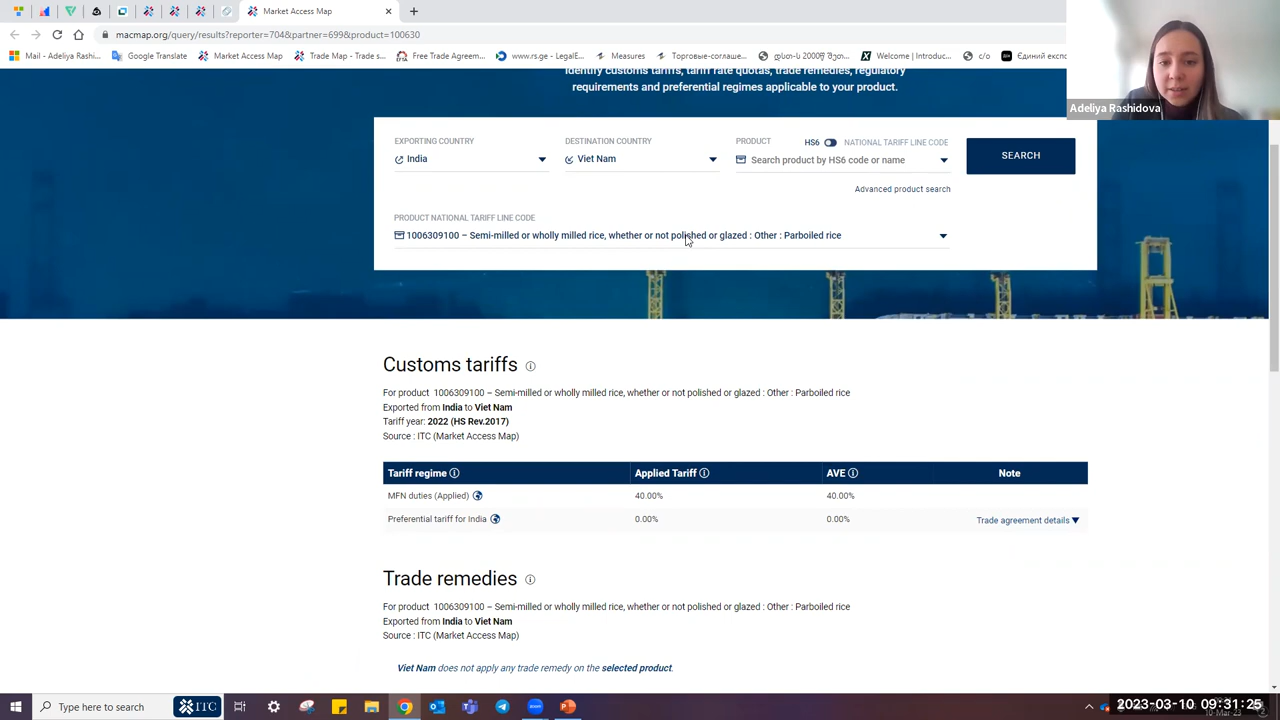 Market Access Map
macmap.org/query/results?reporter=704&partner=699&product=100630
Mail - Adeliya Rashi...
Google Translate
Market Access Map
Trade Map - Trade s...
Free Trade Agreem...
www.rs.ge - LegalE...
Measures
Торговые-соглаше...
Welcome | Introduc...
c/o
Єдиний експо
Adeliya Rashidova
Identify customs tariffs, tariff rate quotas, trade remedies, regulatory
requirements and preferential regimes applicable to your product.
EXPORTING COUNTRY
DESTINATION COUNTRY
PRODUCT
HS6
NATIONAL TARIFF LINE CODE
India
Viet Nam
Search product by HS6 code or name
SEARCH
Advanced product search
PRODUCT NATIONAL TARIFF LINE CODE
1006309100 – Semi-milled or wholly milled rice, whether or not polished or glazed : Other : Parboiled rice
Customs tariffs
For product 1006309100 – Semi-milled or wholly milled rice, whether or not polished or glazed : Other : Parboiled rice
Exported from India to Viet Nam
Tariff year: 2022 (HS Rev.2017)
Source : ITC (Market Access Map)
Tariff regime
Applied Tariff
AVE
Note
MFN duties (Applied)
40.00%
40.00%
Preferential tariff for India
0.00%
0.00%
Trade agreement details
Trade remedies
For product 1006309100 – Semi-milled or wholly milled rice, whether or not polished or glazed : Other : Parboiled rice
Exported from India to Viet Nam
Source : ITC (Market Access Map)
Viet Nam does not apply any trade remedy on the selected product.
Type here to search
ITC
2023-03-10 09:31:25
10-Mar-23